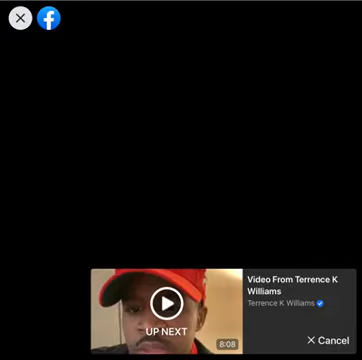 Video From Terrence K
Williams
Terrence K Williams
UP NEXT
8:08
Cancel